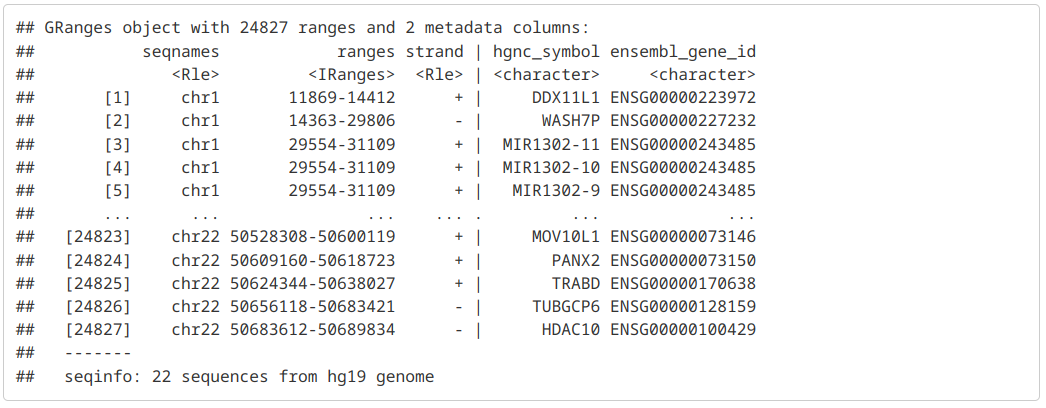 ## GRanges object with 24827 ranges and 2 metadata columns:
##           seqnames            ranges strand | hgnc_symbol ensembl_gene_id
##              <Rle>         <IRanges>  <Rle> | <character>     <character>
##       [1]     chr1       11869-14412      + |     DDX11L1 ENSG00000223972
##       [2]     chr1       14363-29806      - |      WASH7P ENSG00000227232
##       [3]     chr1       29554-31109      + |  MIR1302-11 ENSG00000243485
##       [4]     chr1       29554-31109      + |  MIR1302-10 ENSG00000243485
##       [5]     chr1       29554-31109      + |   MIR1302-9 ENSG00000243485
##       ...      ...               ...    ... .         ...             ...
##   [24823]    chr22 50528308-50600119      + |     MOV10L1 ENSG00000073146
##   [24824]    chr22 50609160-50618723      + |       PANX2 ENSG00000073150
##   [24825]    chr22 50624344-50638027      + |       TRABD ENSG00000170638
##   [24826]    chr22 50656118-50683421      - |     TUBGCP6 ENSG00000128159
##   [24827]    chr22 50683612-50689834      - |      HDAC10 ENSG00000100429
##   -------
##   seqinfo: 22 sequences from hg19 genome